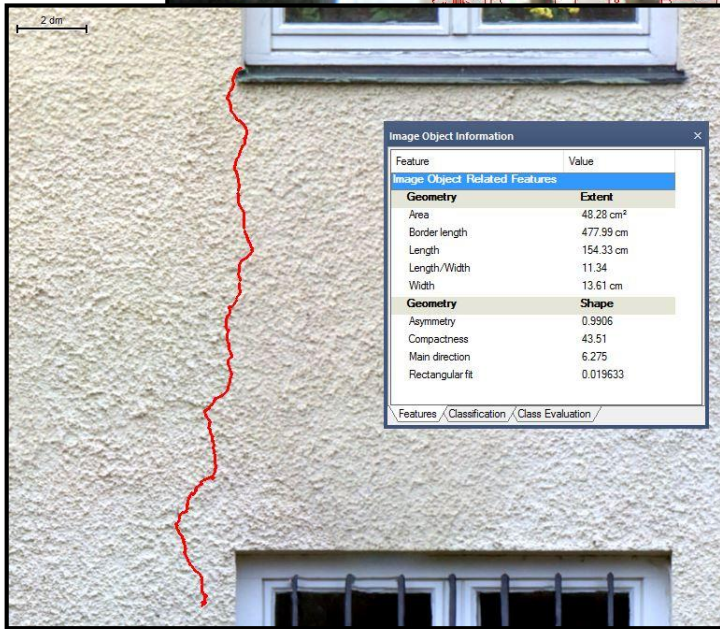 2 dm
Image Object Information
Feature Value
Image Object Related Features
Geometry Extent
Area 48.28 cm²
Border length 477.99 cm
Length 154.33 cm
Length/Width 11.34
Width 13.61 cm
Geometry Shape
Asymmetry 0.9906
Compactness 43.51
Main direction 6.275
Rectangular fit 0.019633
Features Classification Class Evaluation